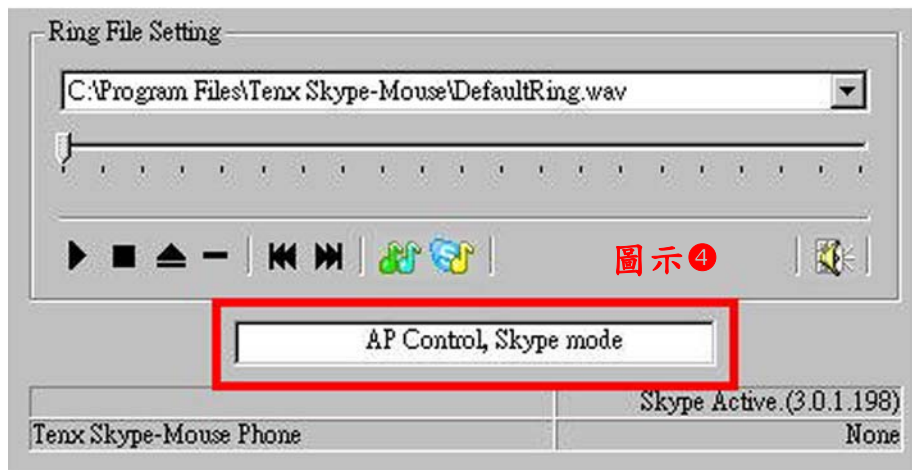 Ring File Setting
C:\Program Files\Tenx Skype-Mouse\DefaultRing.wav
圖示❹
AP Control, Skype mode
Skype Active.(3.0.1.198)
Tenx Skype-Mouse Phone None